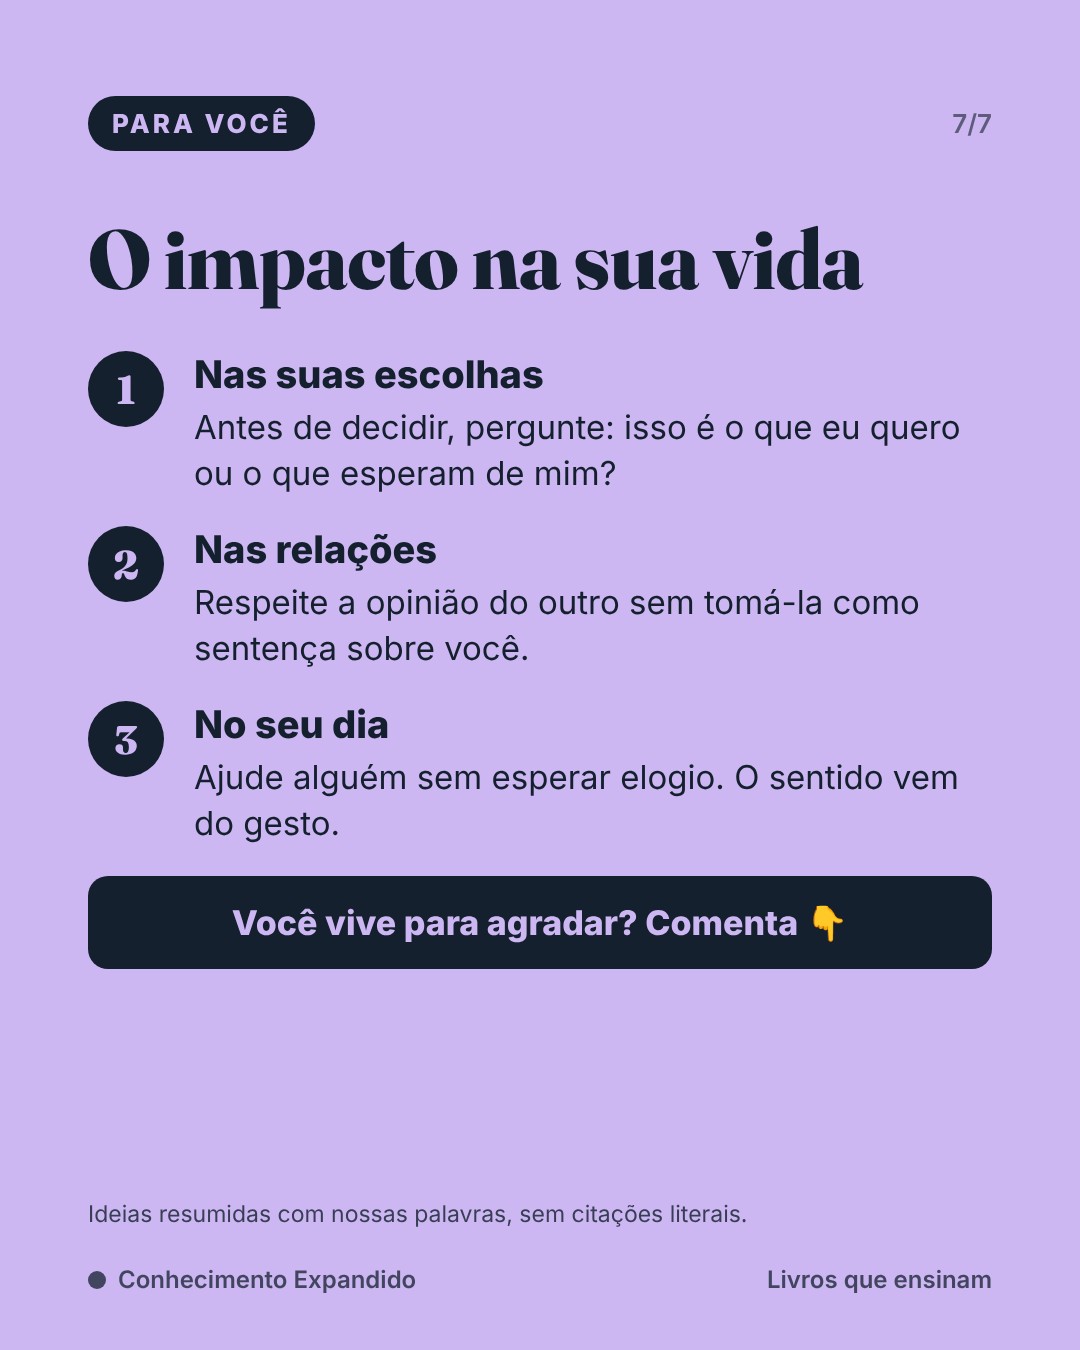 PARA VOCÊ
7/7
O impacto na sua vida
1
Nas suas escolhas
Antes de decidir, pergunte: isso é o que eu quero
ou o que esperam de mim?
2
Nas relações
Respeite a opinião do outro sem tomá-la como
sentença sobre você.
3
No seu dia
Ajude alguém sem esperar elogio. O sentido vem
do gesto.
Você vive para agradar? Comenta 👇
Ideias resumidas com nossas palavras, sem citações literais.
Conhecimento Expandido
Livros que ensinam